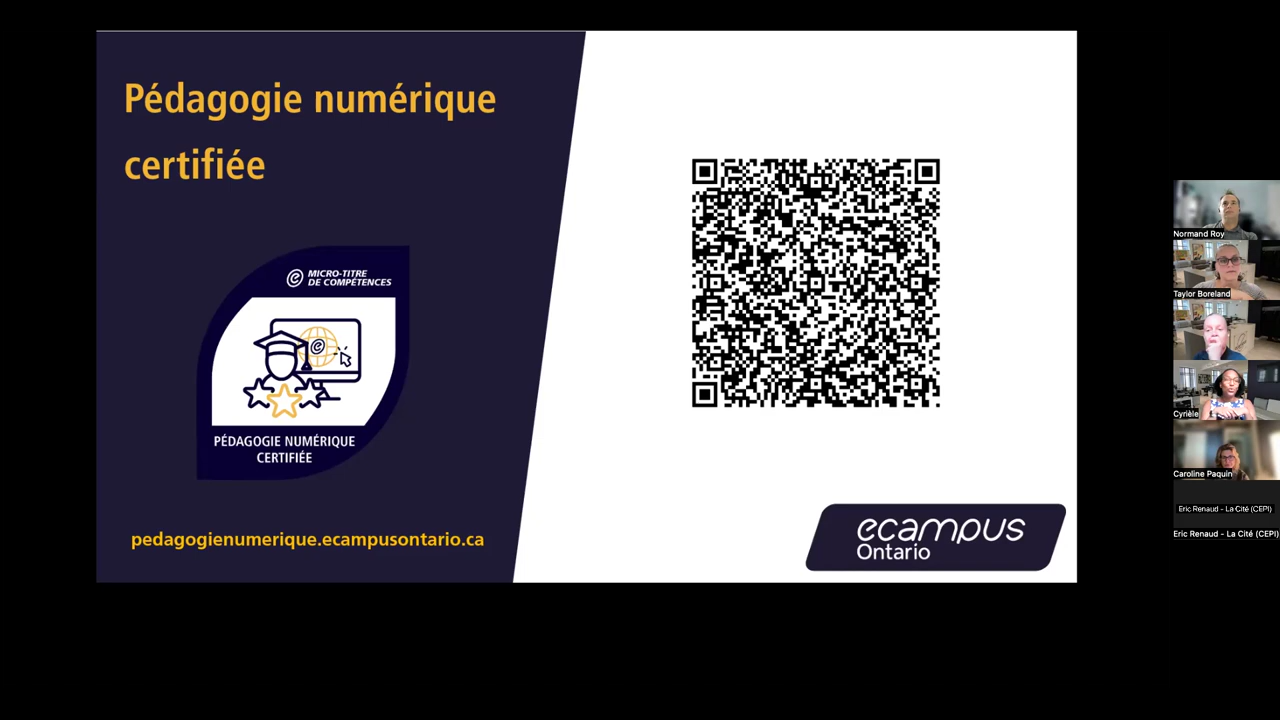 Pédagogie numérique
certifiée
MICRO-TITRE
DE COMPÉTENCES
PÉDAGOGIE NUMÉRIQUE
CERTIFIÉE
pedagogienumerique.ecampusontario.ca
ecampus
Ontario
Normand Roy
Taylor Boreland
Cyrièle
Caroline Paquin
Eric Renaud - La Cité (CEPI)
Eric Renaud - La Cité (CEPI)